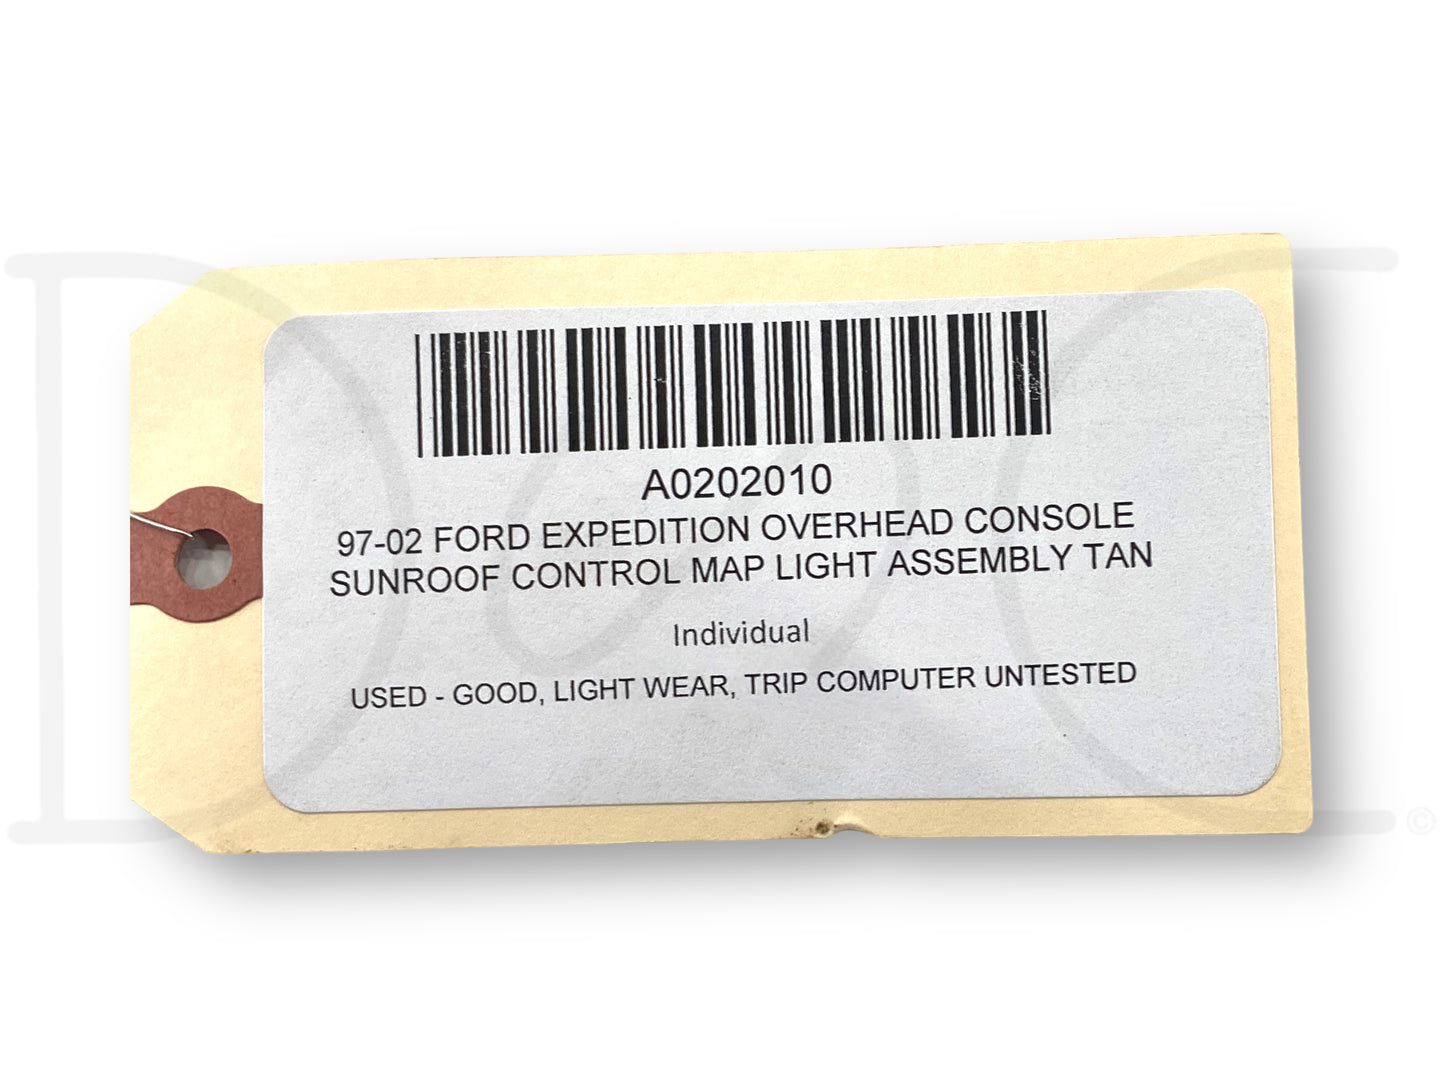 A0202010
97-02 FORD EXPEDITION OVERHEAD CONSOLE
SUNROOF CONTROL MAP LIGHT ASSEMBLY TAN
Individual
USED - GOOD, LIGHT WEAR, TRIP COMPUTER UNTESTED
©